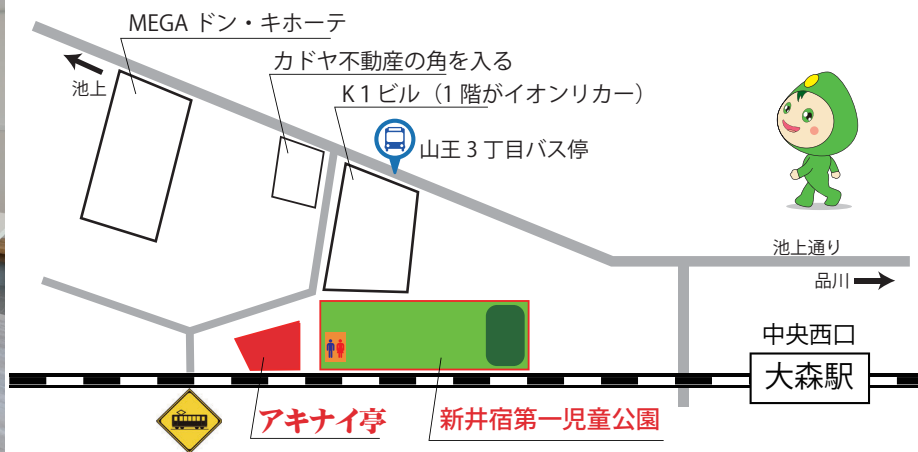 MEGA ドン・キホーテ
池上
カドヤ不動産の角を入る
K1ビル（1階がイオンリカー）
山王3丁目バス停
池上通り
品川
中央西口
大森駅
アキナイ亭
新井宿第一児童公園